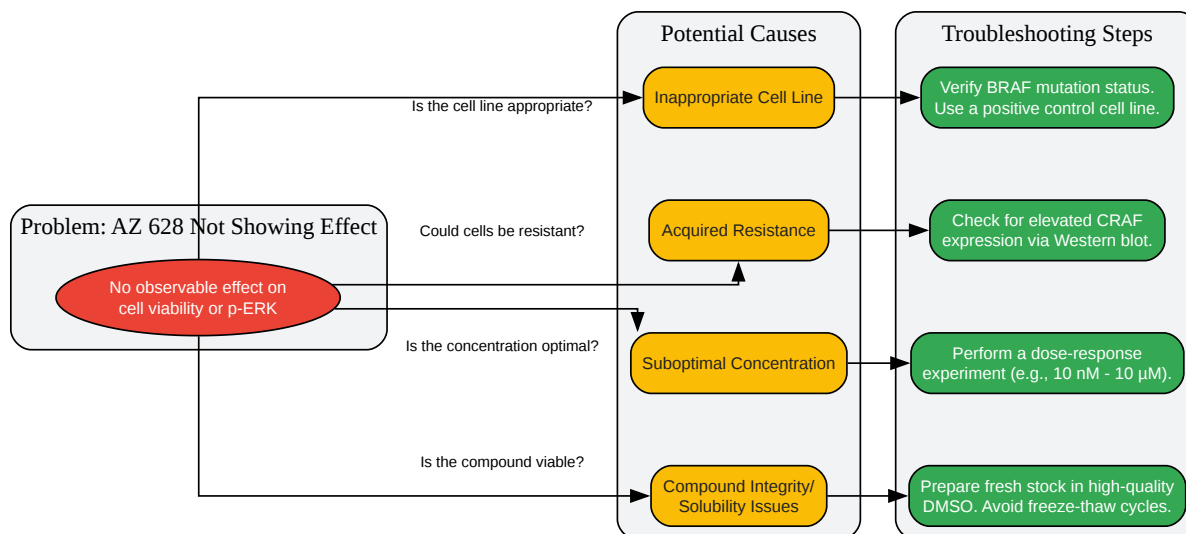 Potential Causes
Troubleshooting Steps
Is the cell line appropriate?
Inappropriate Cell Line
Verify BRAF mutation status.
Use a positive control cell line.
Problem: AZ 628 Not Showing Effect
No observable effect on
cell viability or p-ERK
Could cells be resistant?
Acquired Resistance
Check for elevated CRAF
expression via Western blot.
Is the concentration optimal?
Suboptimal Concentration
Perform a dose-response
experiment (e.g., 10 nM - 10 µM).
Is the compound viable?
Compound Integrity/
Solubility Issues
Prepare fresh stock in high-quality
DMSO. Avoid freeze-thaw cycles.